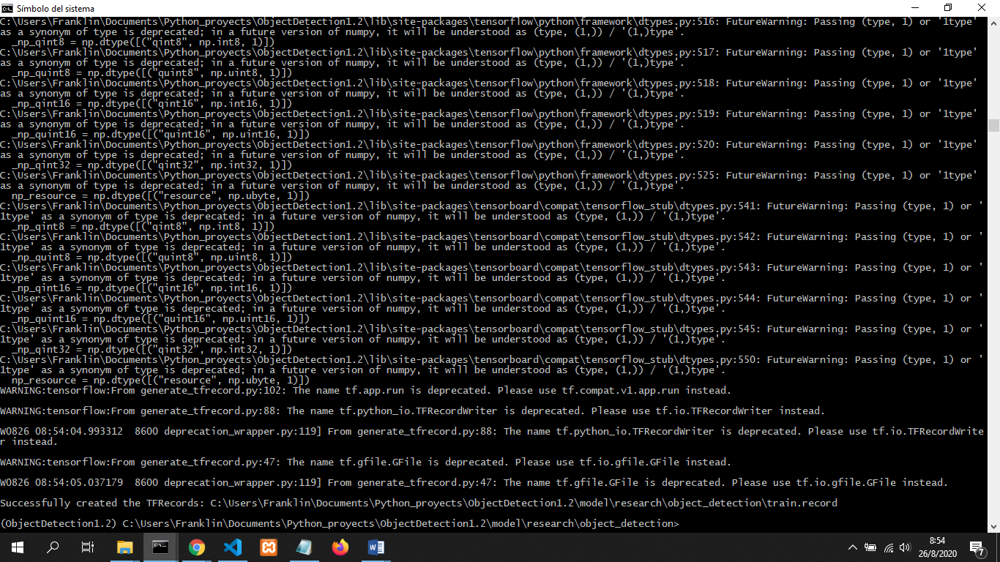 Símbolo del sistema
C:\Users\Franklin\Documents\Python_proyects\ObjectDetection1.2\lib\site-packages\tensorflow\python\framework\dtypes.py:516: FutureWarning: Passing (type, 1) or '1type'
as a synonym of type is deprecated; in a future version of numpy, it will be understood as (type, (1,)) / '(1,)type'.
_np_qint8 = np.dtype([("qint8", np.int8, 1)])
C:\Users\Franklin\Documents\Python_proyects\ObjectDetection1.2\lib\site-packages\tensorflow\python\framework\dtypes.py:517: FutureWarning: Passing (type, 1) or '1type'
as a synonym of type is deprecated; in a future version of numpy, it will be understood as (type, (1,)) / '(1,)type'.
_np_quint8 = np.dtype([("quint8", np.uint8, 1)])
C:\Users\Franklin\Documents\Python_proyects\ObjectDetection1.2\lib\site-packages\tensorflow\python\framework\dtypes.py:518: FutureWarning: Passing (type, 1) or '1type'
as a synonym of type is deprecated; in a future version of numpy, it will be understood as (type, (1,)) / '(1,)type'.
_np_qint16 = np.dtype([("qint16", np.int16, 1)])
C:\Users\Franklin\Documents\Python_proyects\ObjectDetection1.2\lib\site-packages\tensorflow\python\framework\dtypes.py:519: FutureWarning: Passing (type, 1) or '1type'
as a synonym of type is deprecated; in a future version of numpy, it will be understood as (type, (1,)) / '(1,)type'.
_np_quint16 = np.dtype([("quint16", np.uint16, 1)])
C:\Users\Franklin\Documents\Python_proyects\ObjectDetection1.2\lib\site-packages\tensorflow\python\framework\dtypes.py:520: FutureWarning: Passing (type, 1) or '1type'
as a synonym of type is deprecated; in a future version of numpy, it will be understood as (type, (1,)) / '(1,)type'.
_np_qint32 = np.dtype([("qint32", np.int32, 1)])
C:\Users\Franklin\Documents\Python_proyects\ObjectDetection1.2\lib\site-packages\tensorflow\python\framework\dtypes.py:525: FutureWarning: Passing (type, 1) or '1type'
as a synonym of type is deprecated; in a future version of numpy, it will be understood as (type, (1,)) / '(1,)type'.
np_resource = np.dtype([("resource", np.ubyte, 1)])
C:\Users\Franklin\Documents\Python_proyects\ObjectDetection1.2\lib\site-packages\tensorboard\compat\tensorflow_stub\dtypes.py:541: FutureWarning: Passing (type, 1) or '
1type' as a synonym of type is deprecated; in a future version of numpy, it will be understood as (type, (1,)) / '(1,)type'.
_np_qint8 = np.dtype([("qint8", np.int8, 1)])
C:\Users\Franklin\Documents\Python_proyects\ObjectDetection1.2\lib\site-packages\tensorboard\compat\tensorflow_stub\dtypes.py:542: FutureWarning: Passing (type, 1) or '
1type' as a synonym of type is deprecated; in a future version of numpy, it will be understood as (type, (1,)) / '(1,)type'.
_np_quint8 = np.dtype([("quint8", np.uint8, 1)])
C:\Users\Franklin\Documents\Python_proyects\ObjectDetection1.2\lib\site-packages\tensorboard\compat\tensorflow_stub\dtypes.py:543: FutureWarning: Passing (type, 1) or '
1type' as a synonym of type is deprecated; in a future version of numpy, it will be understood as (type, (1,)) / '(1,)type'.
_np_qint16 = np.dtype([("qint16", np.int16, 1)])
C:\Users\Franklin\Documents\Python_proyects\ObjectDetection1.2\lib\site-packages\tensorboard\compat\tensorflow_stub\dtypes.py:544: FutureWarning: Passing (type, 1) or '
1type' as a synonym of type is deprecated; in a future version of numpy, it will be understood as (type, (1,)) / '(1,)type'.
_np_quint16 = np.dtype([("quint16", np.uint16, 1)])
C:\Users\Franklin\Documents\Python_proyects\ObjectDetection1.2\lib\site-packages\tensorboard\compat\tensorflow_stub\dtypes.py:545: FutureWarning: Passing (type, 1) or '
1type' as a synonym of type is deprecated; in a future version of numpy, it will be understood as (type, (1,)) / '(1,)type'.
_np_qint32 = np.dtype([("qint32", np.int32, 1)])
C:\Users\Franklin\Documents\Python_proyects\ObjectDetection1.2\lib\site-packages\tensorboard\compat\tensorflow_stub\dtypes.py:550: FutureWarning: Passing (type, 1) or '
1type' as a synonym of type is deprecated; in a future version of numpy, it will be understood as (type, (1,)) / '(1,)type'.
np_resource = np.dtype([("resource", np.ubyte, 1)])
WARNING:tensorflow:From generate_tfrecord.py:102: The name tf.app.run is deprecated. Please use tf.compat.v1.app.run instead.
WARNING:tensorflow:From generate_tfrecord.py:88: The name tf.python_io.TFRecordWriter is deprecated. Please use tf.io.TFRecordWriter instead.
W0826 08:54:04.993312  8600 deprecation_wrapper.py:119] From generate_tfrecord.py:88: The name tf.python_io.TFRecordWriter is deprecated. Please use tf.io.TFRecordWrite
r instead.
WARNING:tensorflow:From generate_tfrecord.py:47: The name tf.gfile.GFile is deprecated. Please use tf.io.gfile.GFile instead.
W0826 08:54:05.037179  8600 deprecation_wrapper.py:119] From generate_tfrecord.py:47: The name tf.gfile.GFile is deprecated. Please use tf.io.gfile.GFile instead.
Successfully created the TFRecords: C:\Users\Franklin\Documents\Python_proyects\ObjectDetection1.2\model\research\object_detection\train.record
(ObjectDetection1.2) C:\Users\Franklin\Documents\Python_proyects\ObjectDetection1.2\model\research\object_detection>
8:54
26/8/2020
7